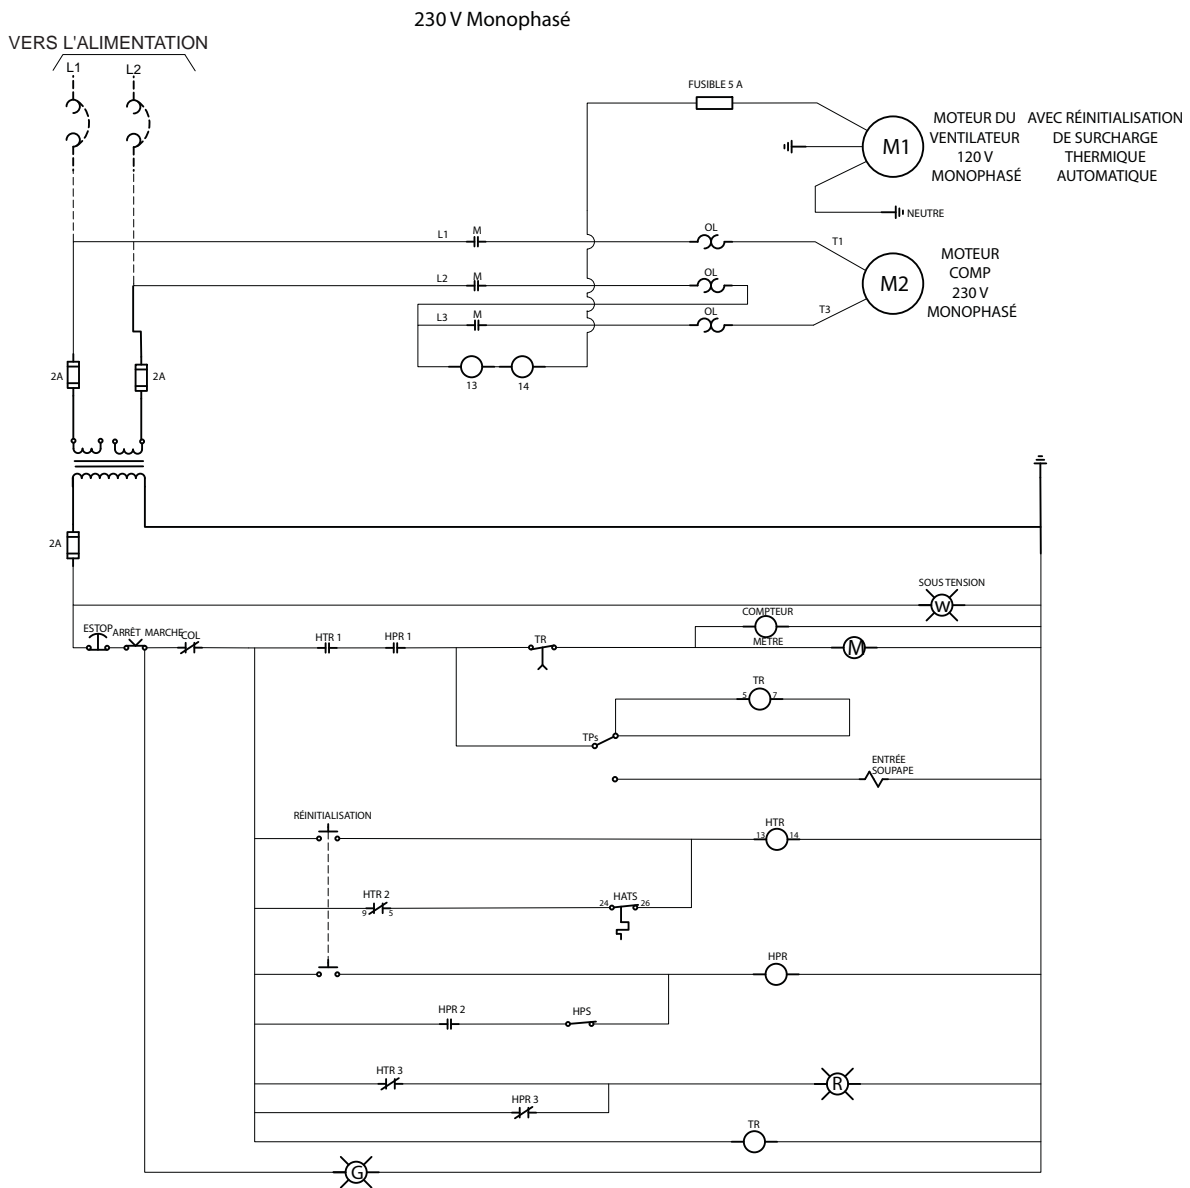 230 V Monophasé
VERS L'ALIMENTATION
L1
L2
FUSIBLE 5 A
M1
MOTEUR DU
VENTILATEUR
120 V
MONOPHASÉ
AVEC RÉINITIALISATION
DE SURCHARGE
THERMIQUE
AUTOMATIQUE
NEUTRE
L1
M
OL
T1
L2
M
OL
M2
MOTEUR
COMP
230 V
MONOPHASÉ
L3
M
OL
T3
13
14
2A
2A
2A
SOUS TENSION
W
COMPTEUR
MÈTRE
M
ESTOP
ARRÊT MARCHE
COL
HTR 1
HPR 1
TR
TR
5
7
TPs
ENTRÉE
SOUPAPE
RÉINITIALISATION
HTR
13
14
HTR 2
9
5
HATS
24
26
HPR
HPR 2
HPS
HTR 3
R
HPR 3
TR
G